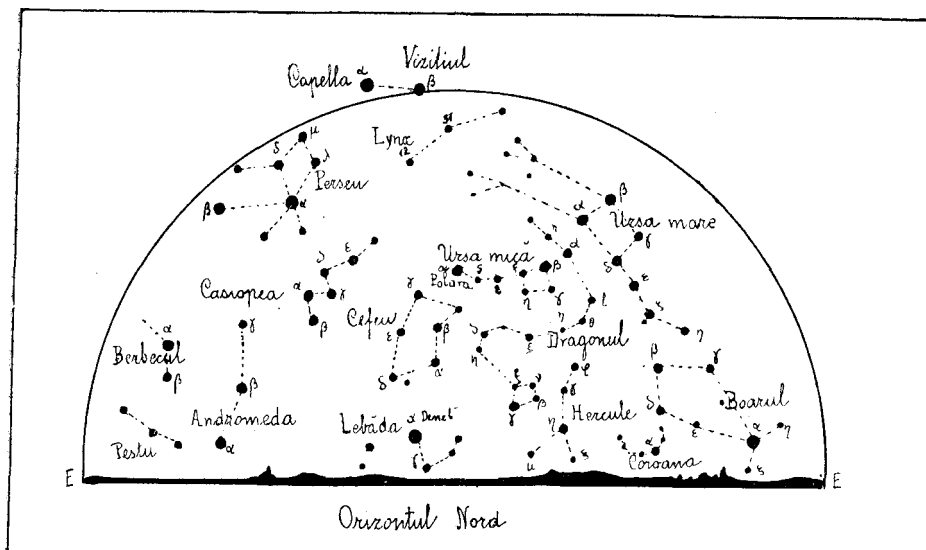 Vizitiul
Capella α
β
Lynx
Perseu
Ursa mare
Ursa mică
Polara
Casiopea
Cefeu
Dragonul
Berbecul
Andromeda
Pestu
Lebăda α Denet
Hercule
Boarul
Coroana
E
E
Orizontul Nord